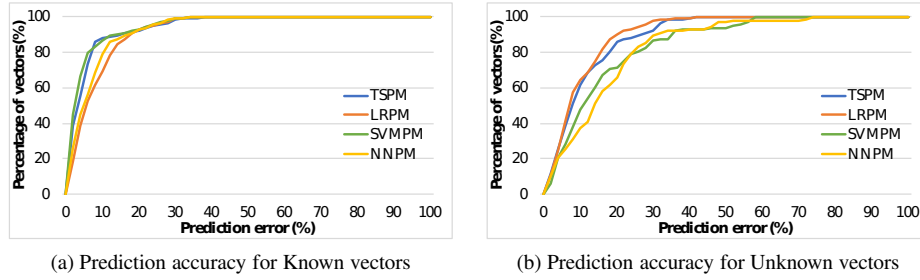 Percentage of vectors(%)
100
80
60
40
20
0
TSPM
LRPM
SVMPM
NNPM
0 10 20 30 40 50 60 70 80 90 100
Prediction error (%)
(a) Prediction accuracy for Known vectors
Percentage of vectors(%)
100
80
60
40
20
0
TSPM
LRPM
SVMPM
NNPM
0 10 20 30 40 50 60 70 80 90 100
Prediction error (%)
(b) Prediction accuracy for Unknown vectors